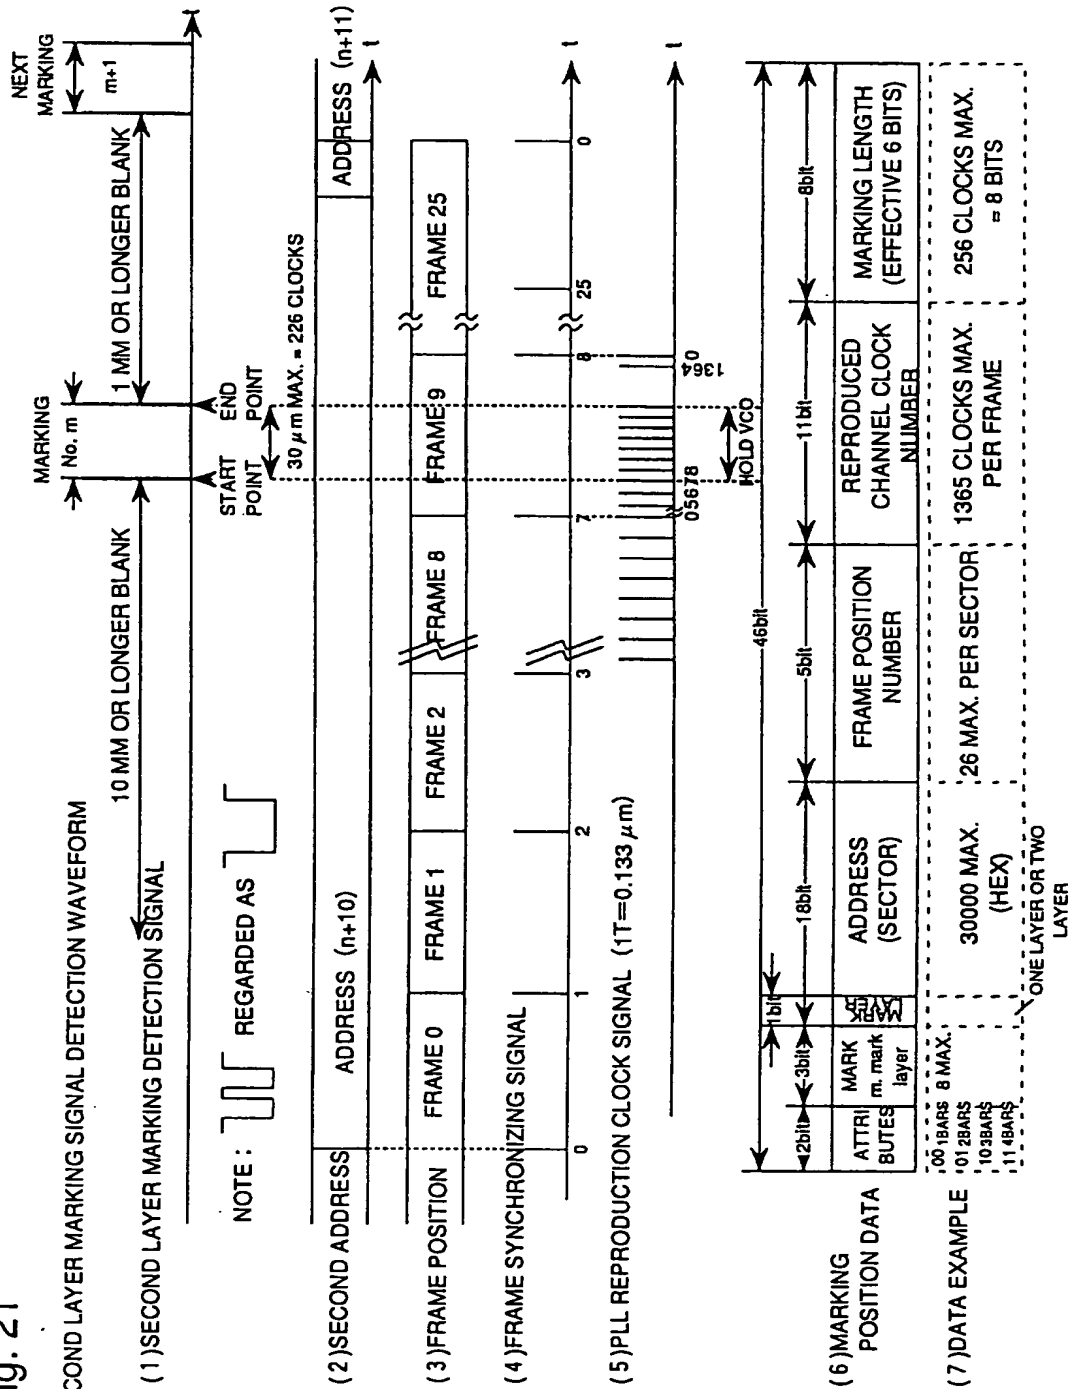 Fig. 21
COND LAYER MARKING SIGNAL DETECTION WAVEFORM
MARKING
No. m
NEXT
MARKING
m+1
(1)SECOND LAYER MARKING DETECTION SIGNAL
10 MM OR LONGER BLANK
1 MM OR LONGER BLANK
t
START
POINT
END
POINT
NOTE :
REGARDED AS
30 μm MAX. = 226 CLOCKS
(2)SECOND ADDRESS
ADDRESS (n+10)
ADDRESS (n+11)
t
(3)FRAME POSITION
FRAME 0
FRAME 1
FRAME 2
FRAME 8
FRAME 9
FRAME 25
(4)FRAME SYNCHRONIZING SIGNAL
0
1
2
3
7
8
25
0
t
(5)PLL REPRODUCTION CLOCK SIGNAL (1T=0.133 μm)
05678
1364
0
t
HOLD VCO
46bit
2bit
3bit
1bit
18bit
5bit
11bit
8bit
(6)MARKING
POSITION DATA
ATTRI
BUTES
MARK
m. mark
layer
MARK
LAYER
ADDRESS
(SECTOR)
FRAME POSITION
NUMBER
REPRODUCED
CHANNEL CLOCK
NUMBER
MARKING LENGTH
(EFFECTIVE 6 BITS)
(7)DATA EXAMPLE
00 1BARS
01 2BARS
10 3BARS
11 4BARS
8 MAX.
30000 MAX.
(HEX)
26 MAX. PER SECTOR
1365 CLOCKS MAX.
PER FRAME
256 CLOCKS MAX.
= 8 BITS
ONE LAYER OR TWO
LAYER